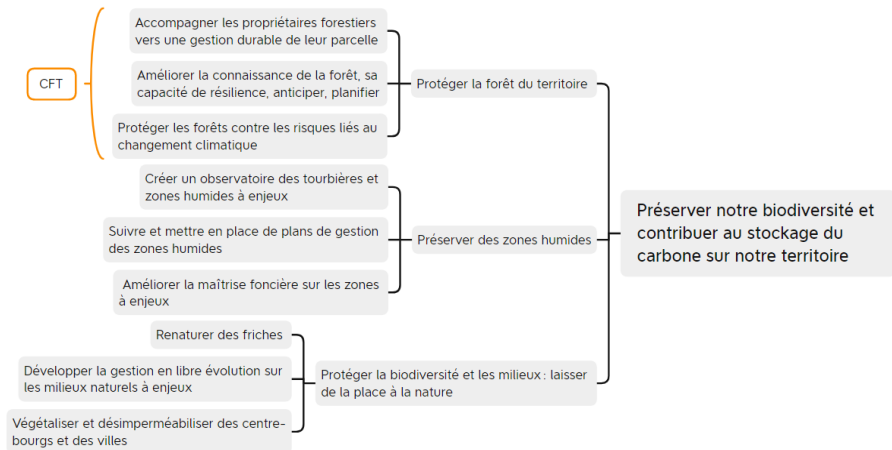 Accompagner les propriétaires forestiers
vers une gestion durable de leur parcelle
CFT
Améliorer la connaissance de la forêt, sa
capacité de résilience, anticiper, planifier
Protéger la forêt du territoire
Protéger les forêts contre les risques liés au
changement climatique
Créer un observatoire des tourbières et
zones humides à enjeux
Suivre et mettre en place de plans de gestion
des zones humides
Préserver des zones humides
Préserver notre biodiversité et
contribuer au stockage du
carbone sur notre territoire
Améliorer la maîtrise foncière sur les zones
à enjeux
Renaturer des friches
Développer la gestion en libre évolution sur
les milieux naturels à enjeux
Protéger la biodiversité et les milieux : laisser
de la place à la nature
Végétaliser et désimperméabiliser des centre-
bourgs et des villes